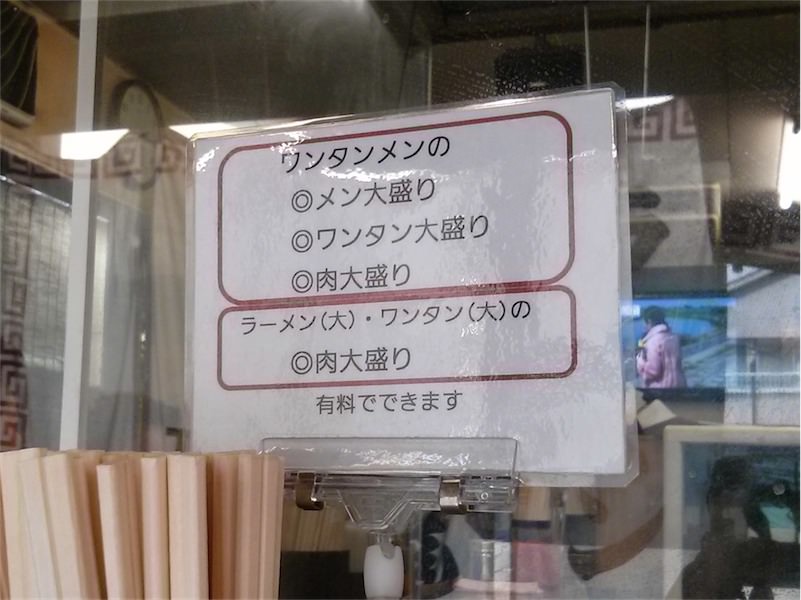 ワンタンメンの
◎メン大盛り
◎ワンタン大盛り
◎肉大盛り
ラーメン(大)・ワンタン(大)の
◎肉大盛り
有料でできます